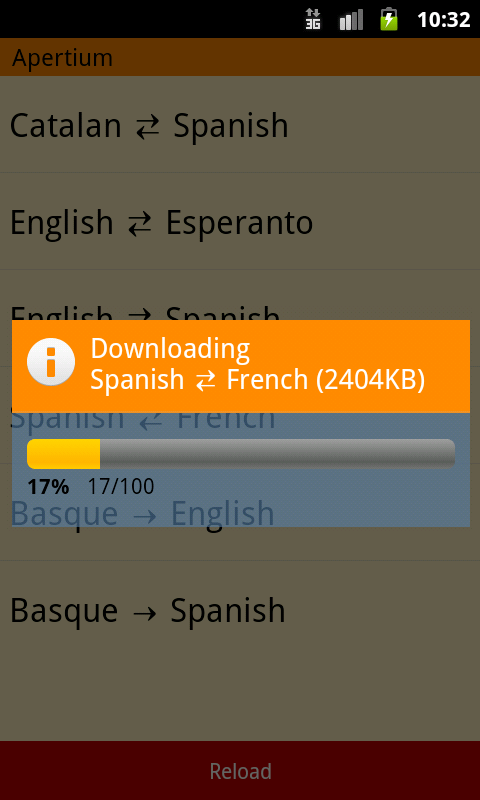 3G 10:32
Apertium
Catalan ⇄ Spanish
English ⇄ Esperanto
English ⇄ Spanish
Downloading
Spanish ⇄ French (2404KB)
Spanish ⇄ French
17% 17/100
Basque → English
Basque → Spanish
Reload